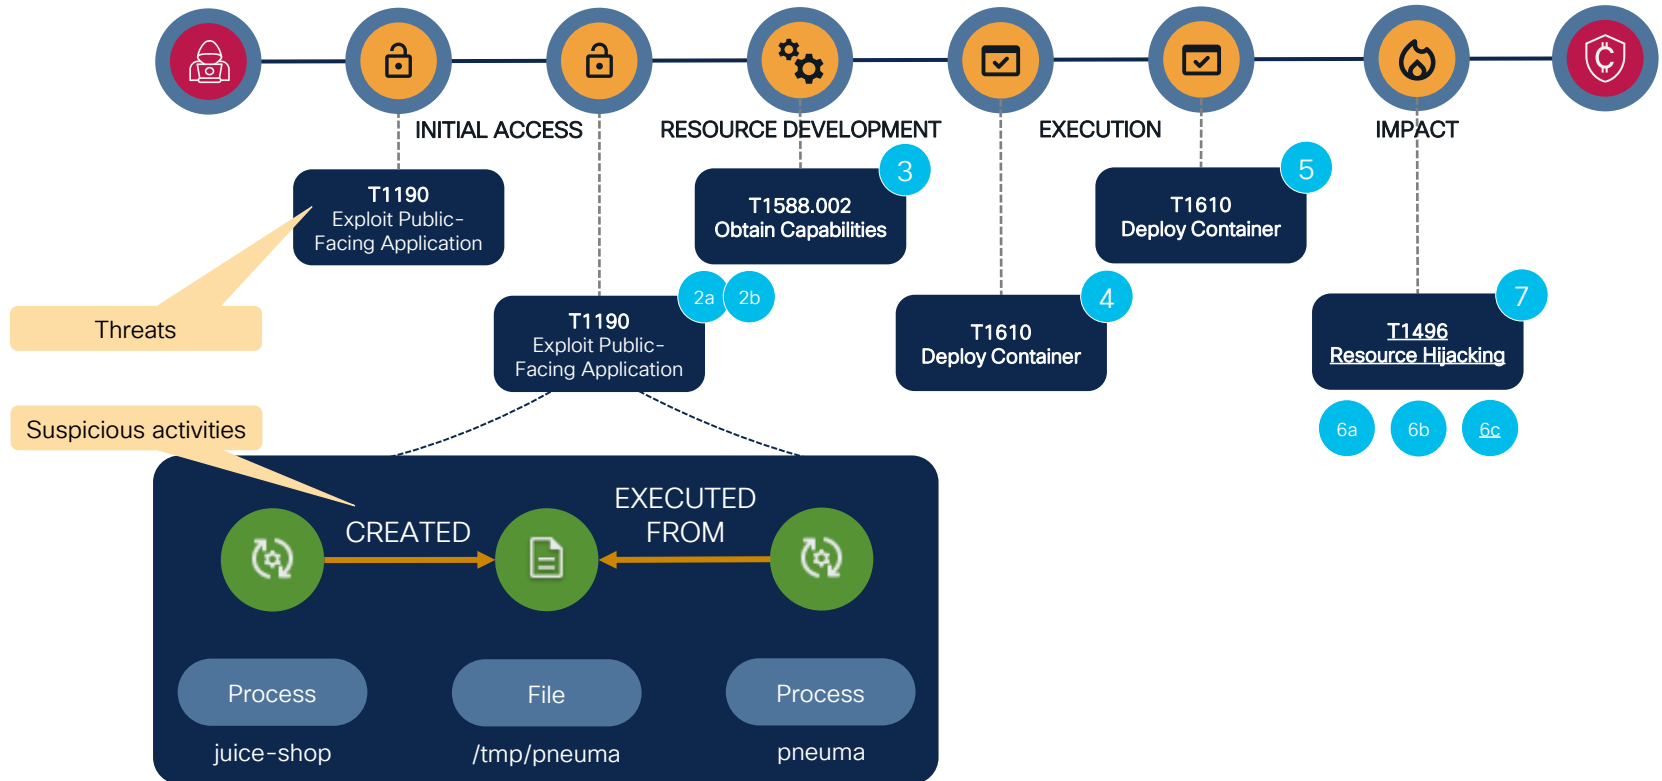 INITIAL ACCESS
RESOURCE DEVELOPMENT
EXECUTION
IMPACT
T1190
Exploit Public-
Facing Application
3
T1588.002
Obtain Capabilities
5
T1610
Deploy Container
Threats
2a
2b
T1190
Exploit Public-
Facing Application
4
T1610
Deploy Container
7
T1496
Resource Hijacking
6a
6b
6c
Suspicious activities
CREATED
EXECUTED
FROM
Process
File
Process
juice-shop
/tmp/pneuma
pneuma